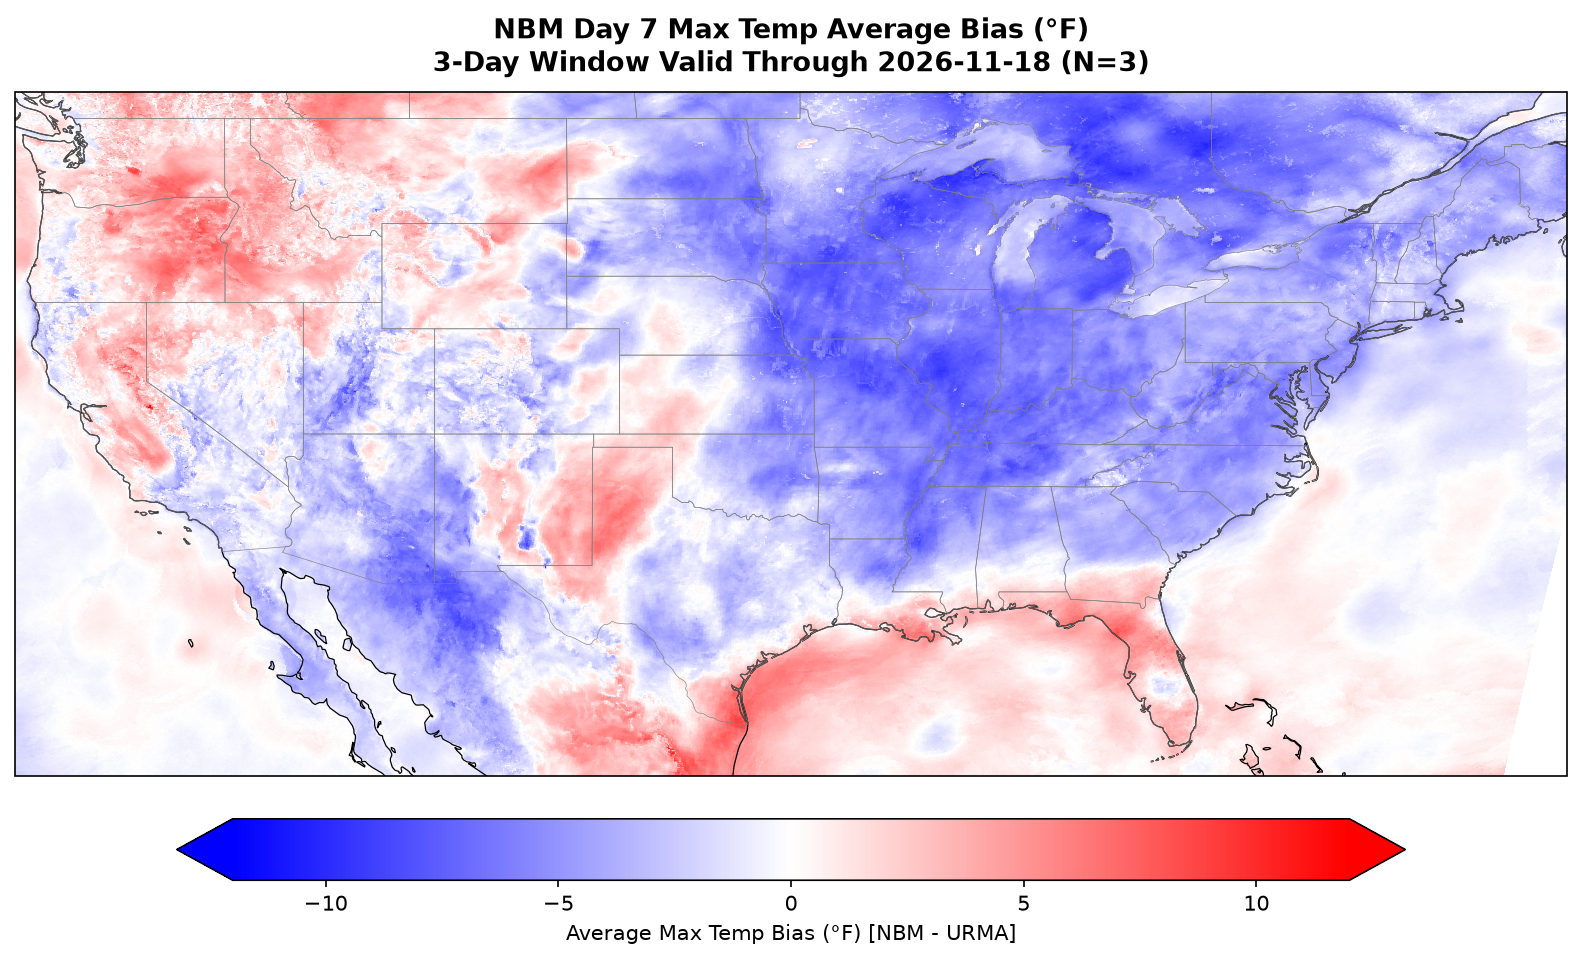 NBM Day 7 Max Temp Average Bias (°F)
3-Day Window Valid Through 2026-11-18 (N=3)
−10 −5 0 5 10
Average Max Temp Bias (°F) [NBM - URMA]